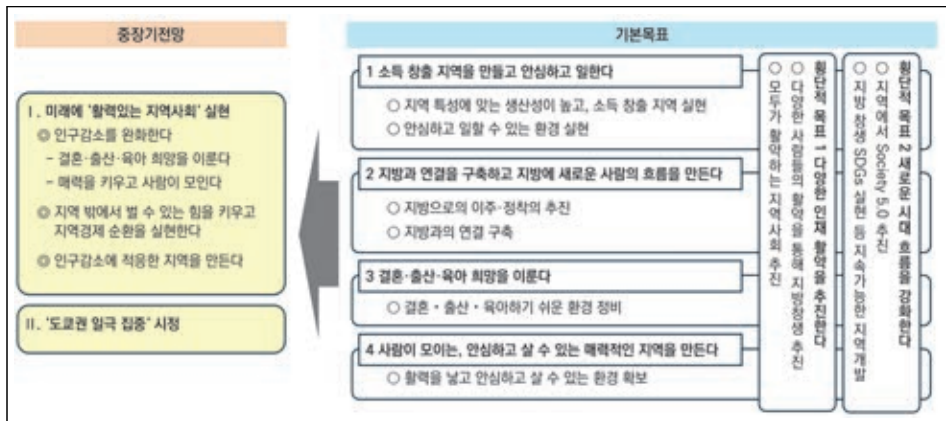 중장기전망
Ⅰ. 미래에 '활력있는 지역사회' 실현
◎ 인구감소를 완화한다
- 결혼·출산·육아 희망을 이룬다
- 매력을 키우고 사람이 모인다
◎ 지역 밖에서 벌 수 있는 힘을 키우고
지역경제 순환을 실현한다
◎ 인구감소에 적응한 지역을 만든다
Ⅱ. '도쿄권 일극 집중' 시정
기본목표
1 소득 창출 지역을 만들고 안심하고 일한다
○ 지역 특성에 맞는 생산성이 높고, 소득 창출 지역 실현
○ 안심하고 일할 수 있는 환경 실현
2 지방과 연결을 구축하고 지방에 새로운 사람의 흐름을 만든다
○ 지방으로의 이주·정착의 추진
○ 지방과의 연결 구축
3 결혼·출산·육아 희망을 이룬다
○ 결혼・출산・육아하기 쉬운 환경 정비
4 사람이 모이는, 안심하고 살 수 있는 매력적인 지역을 만든다
○ 활력을 낳고 안심하고 살 수 있는 환경 확보
횡단적 목표 1 다양한 인재 활약을 추진한다
○ 다양한 사람들의 활약을 통해 지방창생 추진
○ 모두가 활약하는 지역사회 추진
횡단적 목표 2 새로운 시대 흐름을 강화한다
○ 지역에서 Society 5.0 추진
○ 지방 창생 SDGs 실현 등 지속가능한 지역개발